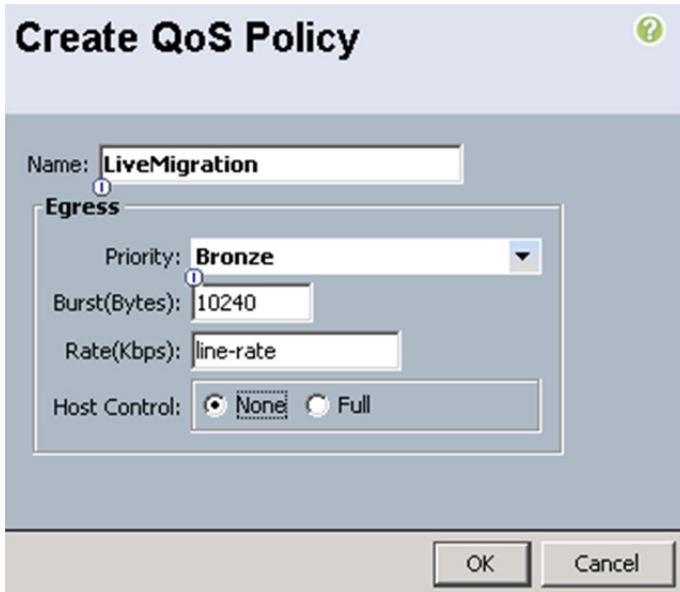 Create QoS Policy
?
Name: LiveMigration
Egress
Priority: Bronze
Burst(Bytes): 10240
Rate(Kbps): line-rate
Host Control: None Full
OK Cancel